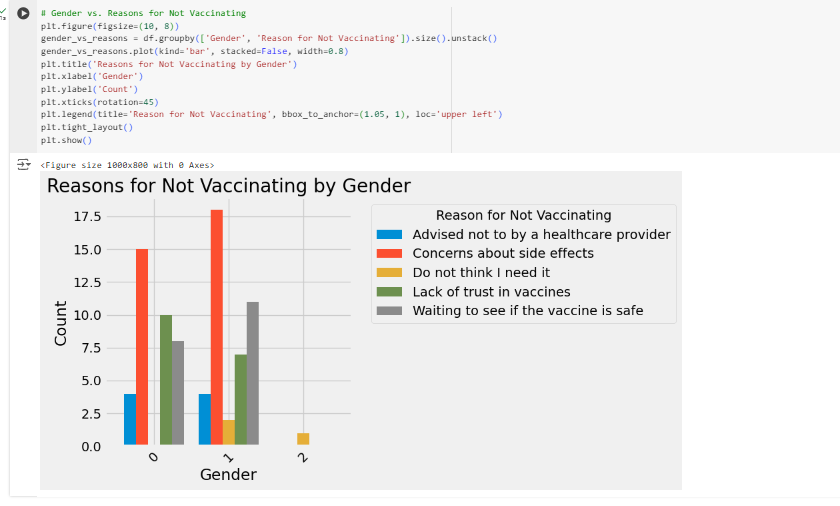 # Gender vs. Reasons for Not Vaccinating
plt.figure(figsize=(10, 8))
gender_vs_reasons = df.groupby(['Gender', 'Reason for Not Vaccinating']).size().unstack()
gender_vs_reasons.plot(kind='bar', stacked=False, width=0.8)
plt.title('Reasons for Not Vaccinating by Gender')
plt.xlabel('Gender')
plt.ylabel('Count')
plt.xticks(rotation=45)
plt.legend(title='Reason for Not Vaccinating', bbox_to_anchor=(1.05, 1), loc='upper left')
plt.tight_layout()
plt.show()
<Figure size 1000x800 with 0 Axes>
Reasons for Not Vaccinating by Gender
17.5
15.0
12.5
10.0
7.5
5.0
2.5
0.0
Count
0
1
2
Gender
Reason for Not Vaccinating
Advised not to by a healthcare provider
Concerns about side effects
Do not think I need it
Lack of trust in vaccines
Waiting to see if the vaccine is safe